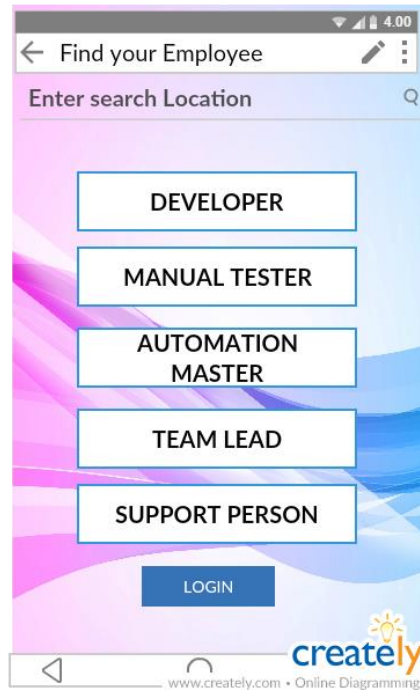 4.00
Find your Employee
Enter search Location
DEVELOPER
MANUAL TESTER
AUTOMATION
MASTER
TEAM LEAD
SUPPORT PERSON
LOGIN
creately
www.creately.com • Online Diagramming